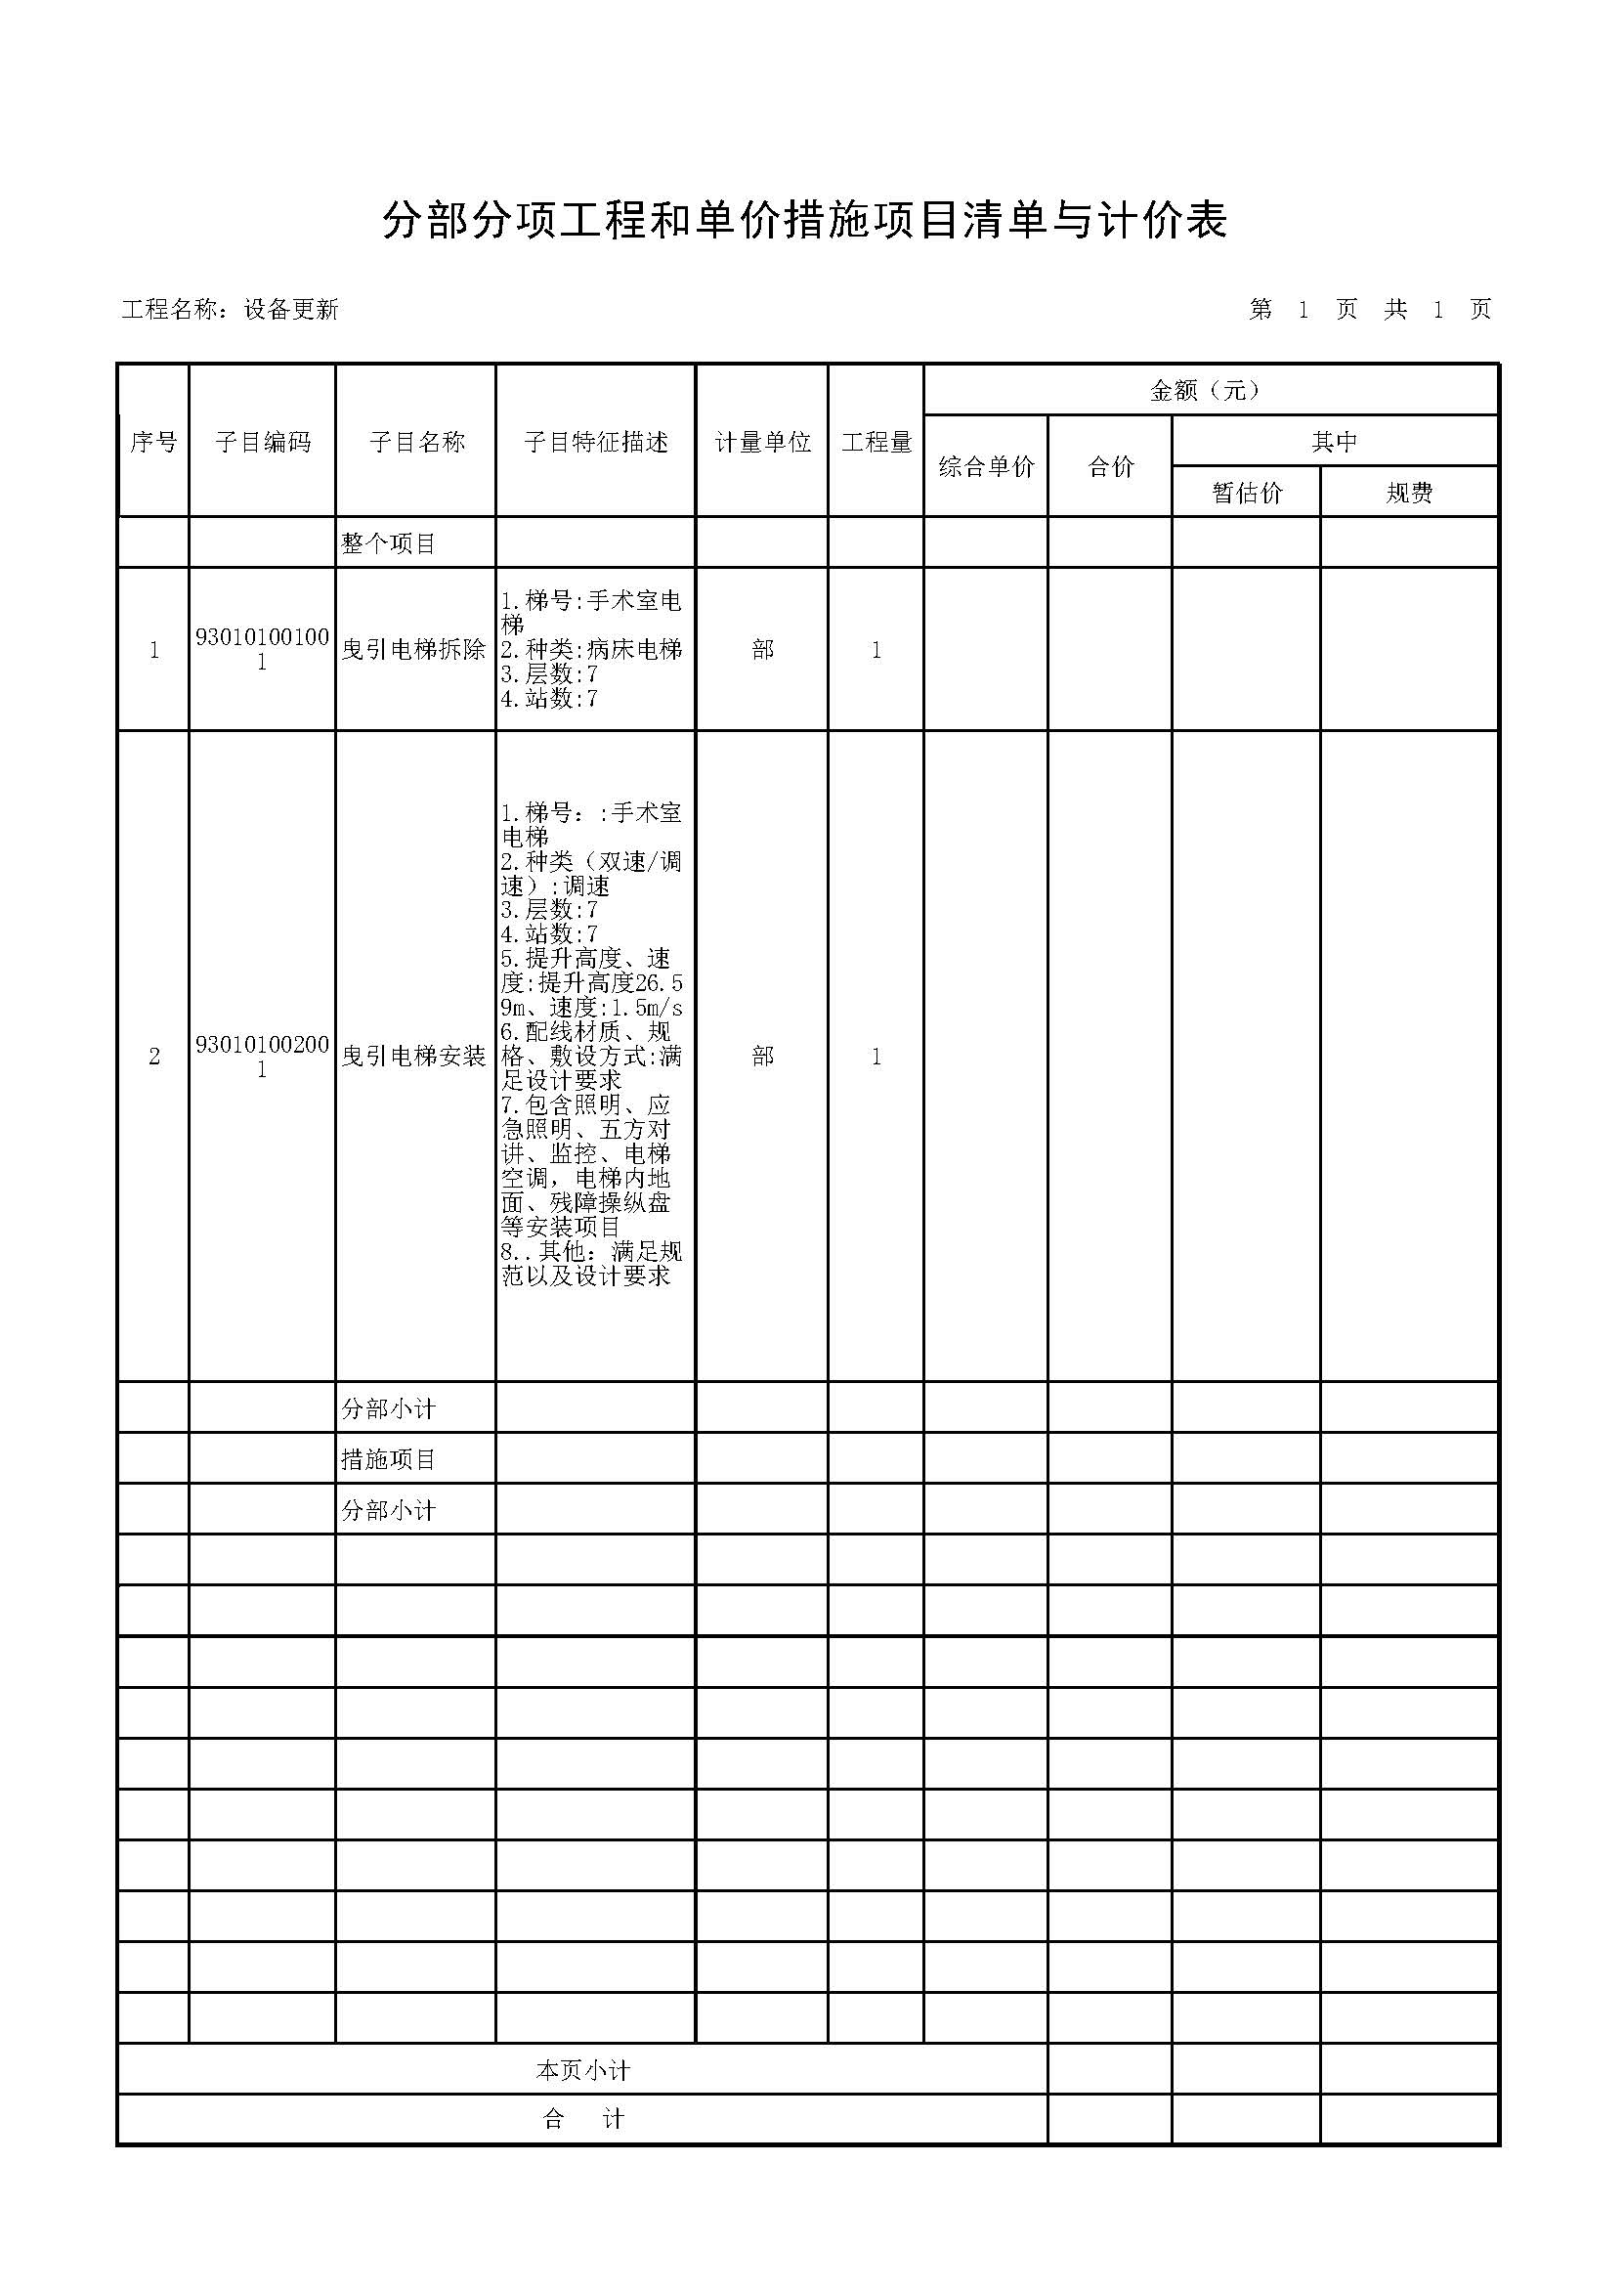 分部分项工程和单价措施项目清单与计价表
工程名称：设备更新
第 1 页 共 1 页
序号
子目编码
子目名称
子目特征描述
计量单位
工程量
金额（元）
综合单价
合价
其中
暂估价
规费
整个项目
1
93010100100
1
曳引电梯拆除
1.梯号:手术室电
梯
2.种类:病床电梯
3.层数:7
4.站数:7
部
1
2
93010100200
1
曳引电梯安装
1.梯号：:手术室
电梯
2.种类（双速/调
速）:调速
3.层数:7
4.站数:7
5.提升高度、速
度:提升高度26.5
9m、速度:1.5m/s
6.配线材质、规
格、敷设方式:满
足设计要求
7.包含照明、应
急照明、五方对
讲、监控、电梯
空调，电梯内地
面、残障操纵盘
等安装项目
8..其他：满足规
范以及设计要求
部
1
分部小计
措施项目
分部小计
本页小计
合 计